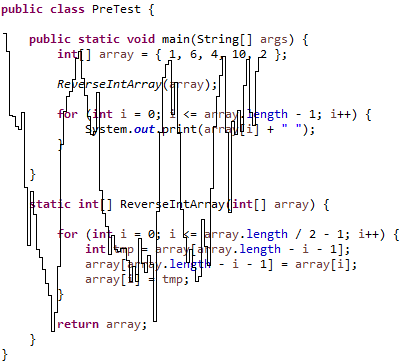 public class PreTest {
public static void main(String[] args) {
int[] array = { 1, 6, 4, 10, 2 };
ReverseIntArray(array);
for (int i = 0; i <= array.length - 1; i++) {
System.out.print(array[i] + " ");
}
}
static int[] ReverseIntArray(int[] array) {
for (int i = 0; i <= array.length / 2 - 1; i++) {
int tmp = array[array.length - i - 1];
array[array.length - i - 1] = array[i];
array[i] = tmp;
}
return array;
}
}